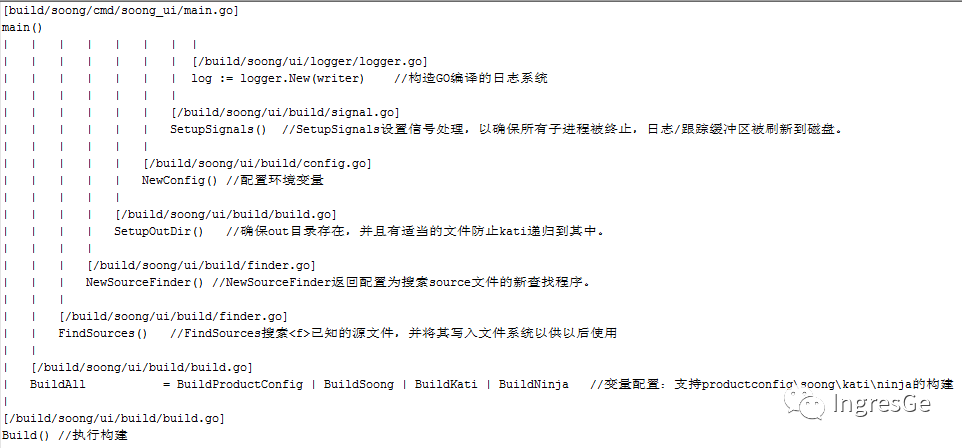 [build/soong/cmd/soong_ui/main.go]
main()
| | | | | | | |
| | | | | | | [/build/soong/ui/logger/logger.go]
| | | | | | | log := logger.New(writer) //构造GO编译的日志系统
| | | | | | |
| | | | | | [/build/soong/ui/build/signal.go]
| | | | | | SetupSignals() //SetupSignals设置信号处理，以确保所有子进程被终止，日志/跟踪缓冲区被刷新到磁盘。
| | | | | |
| | | | | [/build/soong/ui/build/config.go]
| | | | | NewConfig() //配置环境变量
| | | | |
| | | | [/build/soong/ui/build/build.go]
| | | | SetupOutDir() //确保out目录存在，并且有适当的文件防止kati递归到其中。
| | | |
| | | [/build/soong/ui/build/finder.go]
| | | NewSourceFinder() //NewSourceFinder返回配置为搜索source文件的新查找程序。
| | |
| | [/build/soong/ui/build/finder.go]
| | FindSources() //FindSources搜索<f>已知的源文件，并将其写入文件系统以供以后使用
| |
| [/build/soong/ui/build/build.go]
| BuildAll = BuildProductConfig | BuildSoong | BuildKati | BuildNinja //变量配置：支持productconfig\soong\kati\ninja的构建
|
[/build/soong/ui/build/build.go]
Build() //执行构建
IngresGe